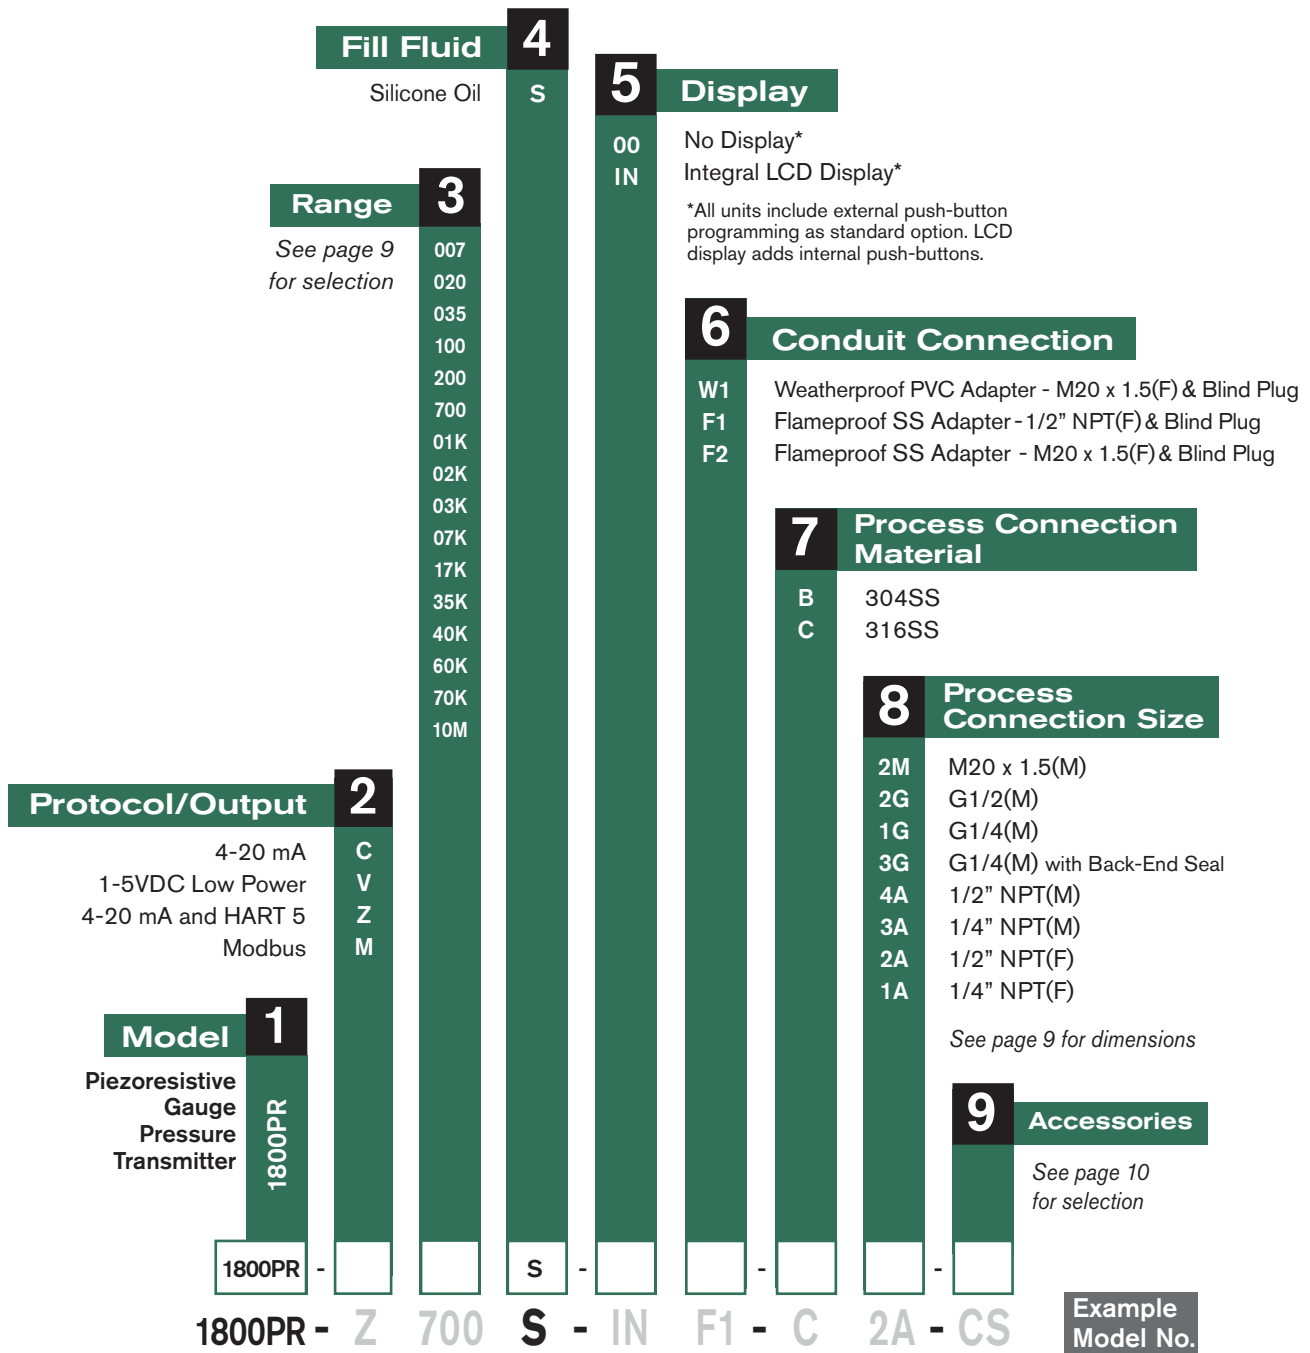 Fill Fluid 4
Silicone Oil S
5 Display
00 No Display*
IN Integral LCD Display*
*All units include external push-button
programming as standard option. LCD
display adds internal push-buttons.
Range 3
See page 9
for selection
007
020
035
100
200
700
01K
02K
03K
07K
17K
35K
40K
60K
70K
10M
6 Conduit Connection
W1 Weatherproof PVC Adapter - M20 x 1.5(F) & Blind Plug
F1 Flameproof SS Adapter - 1/2” NPT(F) & Blind Plug
F2 Flameproof SS Adapter - M20 x 1.5(F) & Blind Plug
7 Process Connection
Material
B 304SS
C 316SS
8 Process
Connection Size
2M M20 x 1.5(M)
2G G1/2(M)
1G G1/4(M)
3G G1/4(M) with Back-End Seal
4A 1/2” NPT(M)
3A 1/4” NPT(M)
2A 1/2” NPT(F)
1A 1/4” NPT(F)
See page 9 for dimensions
Protocol/Output 2
4-20 mA C
1-5VDC Low Power V
4-20 mA and HART 5 Z
Modbus M
Model 1
Piezoresistive
Gauge
Pressure
Transmitter
1800PR
9 Accessories
See page 10
for selection
1800PR - S - - -
1800PR - Z 700 S - IN F1 - C 2A - CS
Example
Model No.